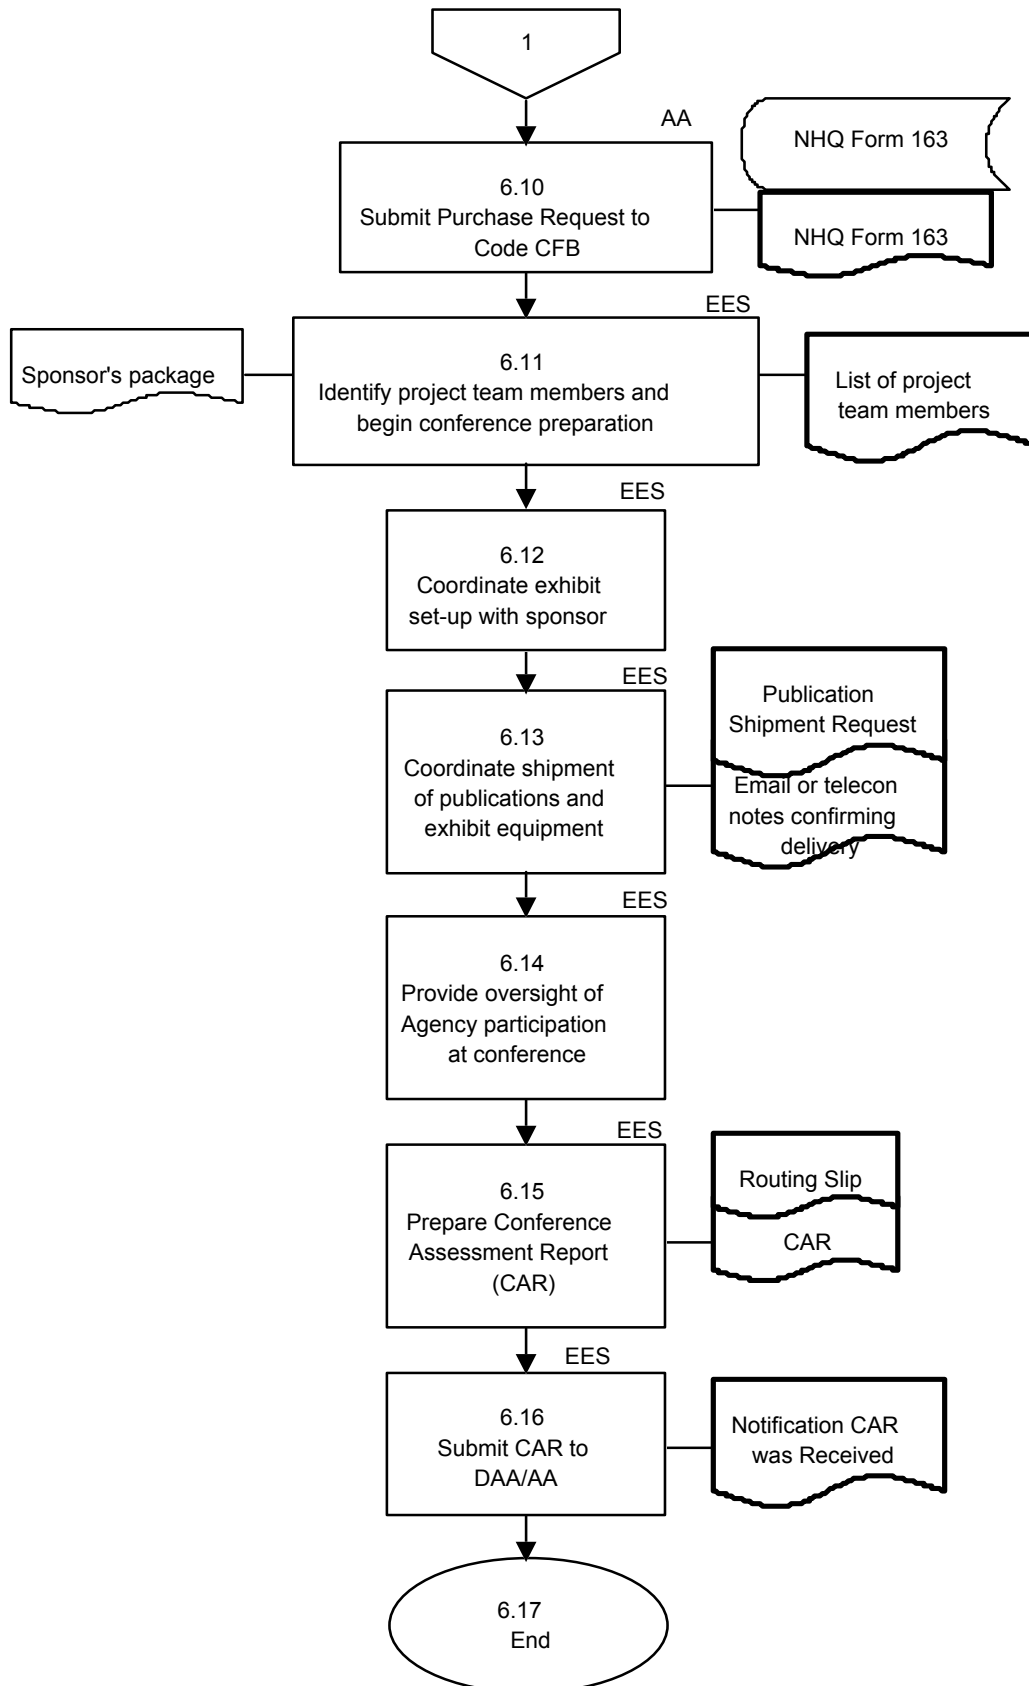 1
AA
NHQ Form 163
6.10
Submit Purchase Request to
Code CFB
NHQ Form 163
EES
Sponsor's package
6.11
Identify project team members and
begin conference preparation
List of project
team members
EES
6.12
Coordinate exhibit
set-up with sponsor
EES
6.13
Coordinate shipment
of publications and
exhibit equipment
Publication
Shipment Request
Email or telecon
notes confirming
delivery
EES
6.14
Provide oversight of
Agency participation
at conference
EES
6.15
Prepare Conference
Assessment Report
(CAR)
Routing Slip
CAR
EES
6.16
Submit CAR to
DAA/AA
Notification CAR
was Received
6.17
End